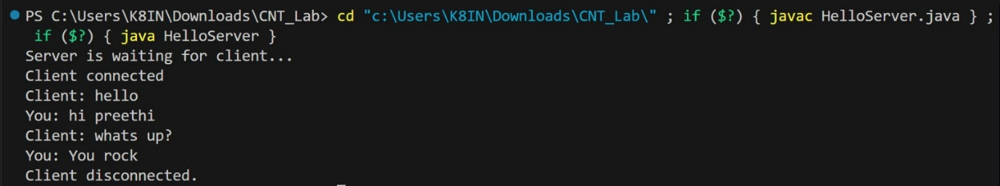 PS C:\Users\K8IN\Downloads\CNT_Lab> cd "c:\Users\K8IN\Downloads\CNT_Lab\" ; if ($?) { javac HelloServer.java } ;
if ($?) { java HelloServer }
Server is waiting for client...
Client connected
Client: hello
You: hi preethi
Client: whats up?
You: You rock
Client disconnected.